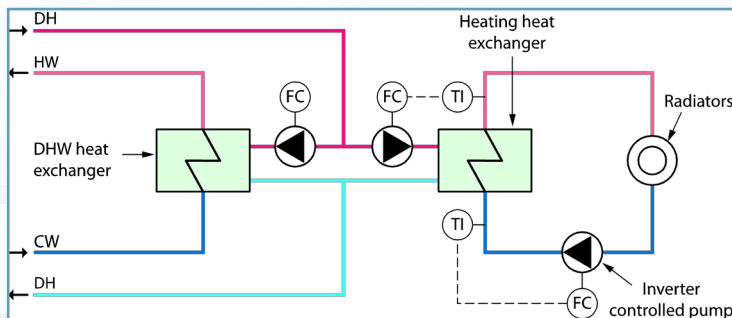 DH
HW
Heating heat
exchanger
FC
FC
TI
Radiators
DHW heat
exchanger
TI
CW
DH
FC
Inverter
controlled pump